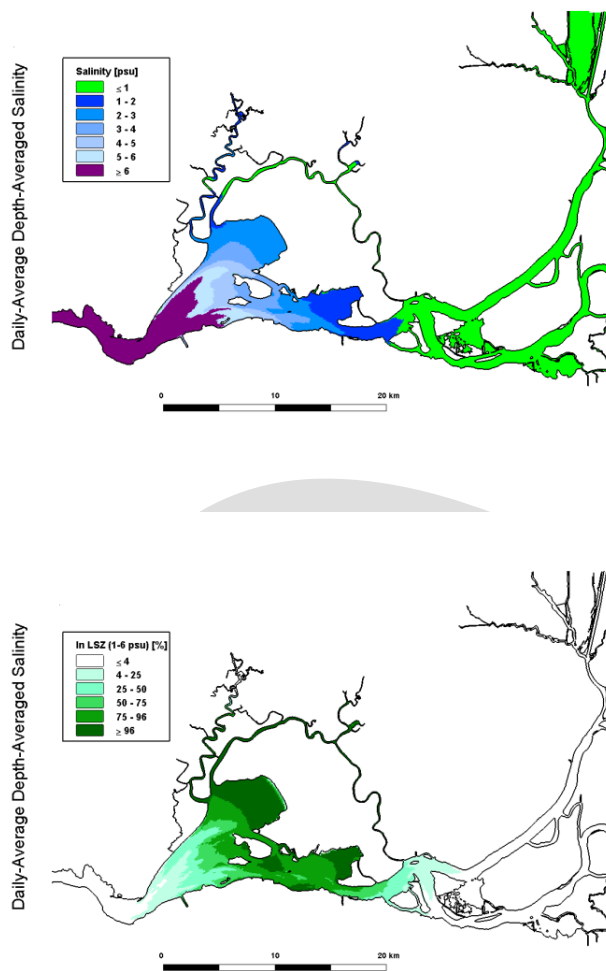 Daily-Average Depth-Averaged Salinity
Salinity [psu]
≤ 1
1 - 2
2 - 3
3 - 4
4 - 5
5 - 6
≥ 6
0 10 20 km
Daily-Average Depth-Averaged Salinity
In LSZ (1-6 psu) [%]
≤ 4
4 - 25
25 - 50
50 - 75
75 - 96
≥ 96
0 10 20 km